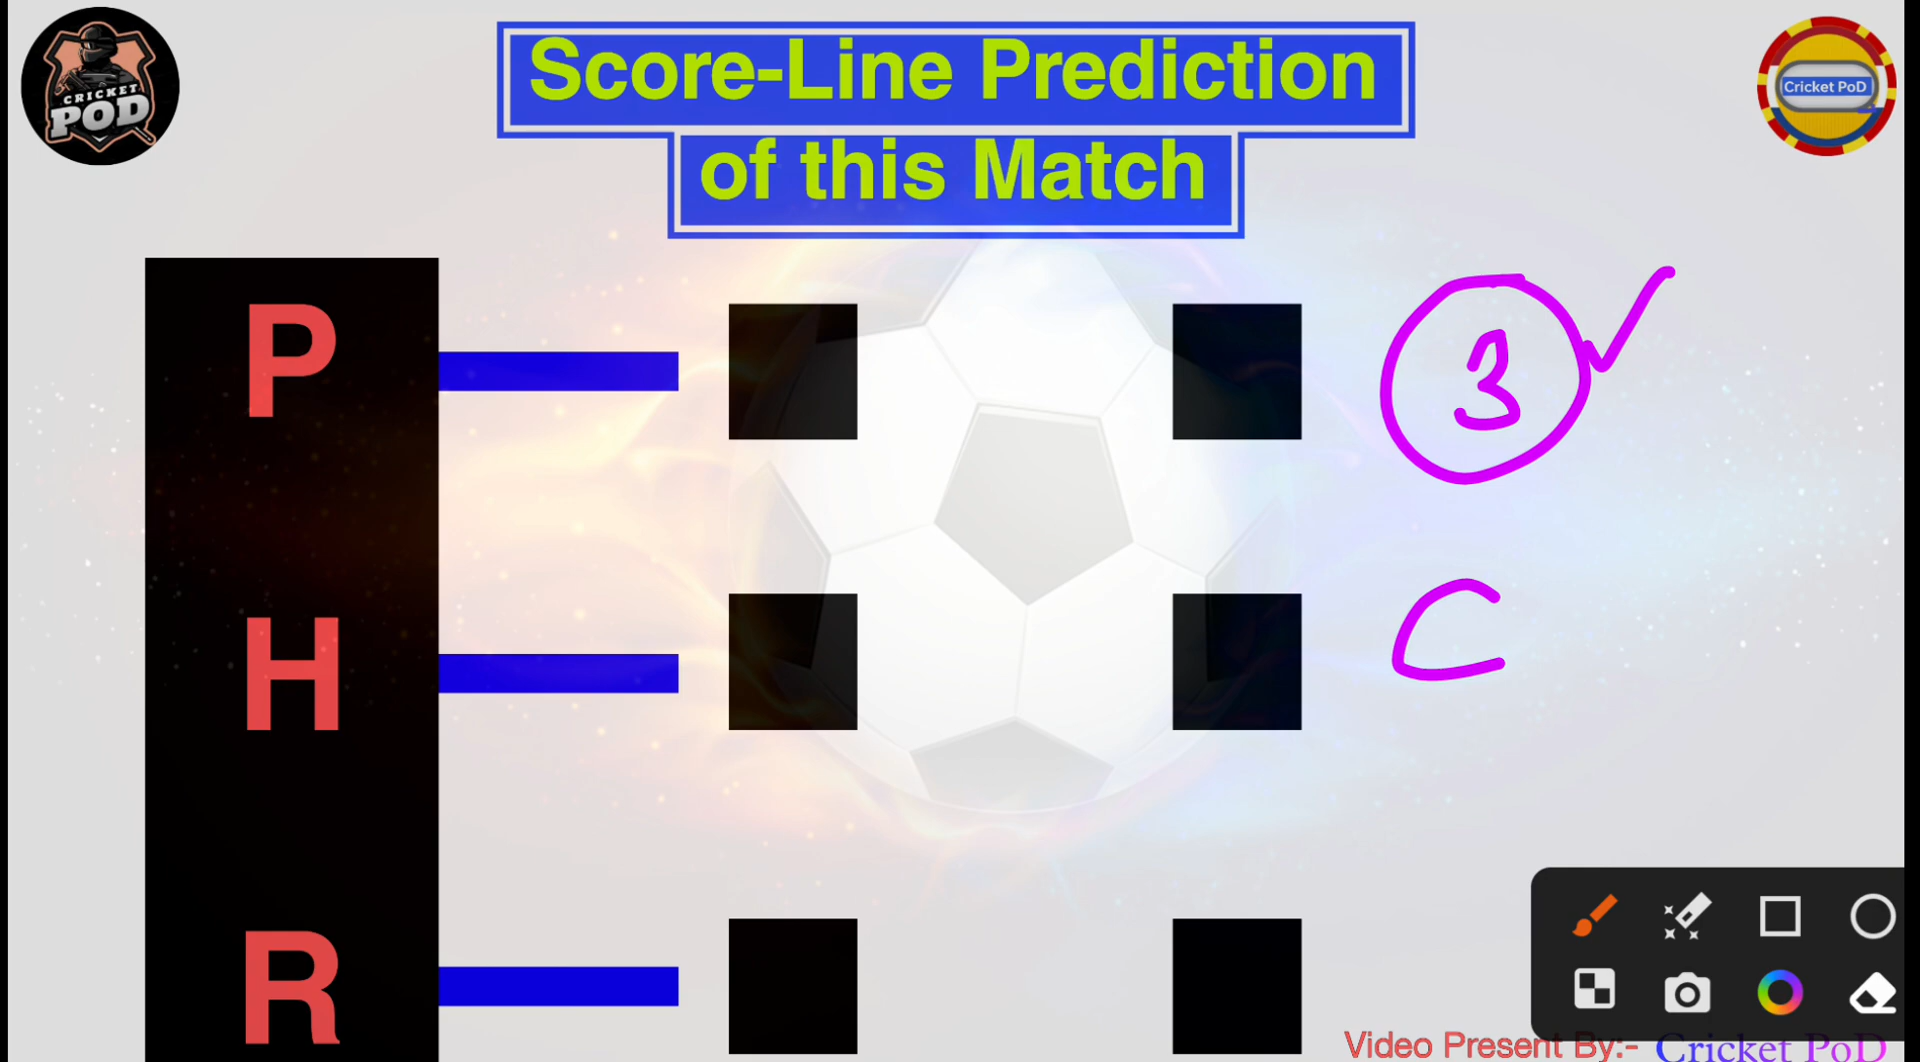 CRICKET
POD
Score-Line Prediction
of this Match
Cricket PoD
P
3
H
C
R
Video Present By:- Cricket PoD